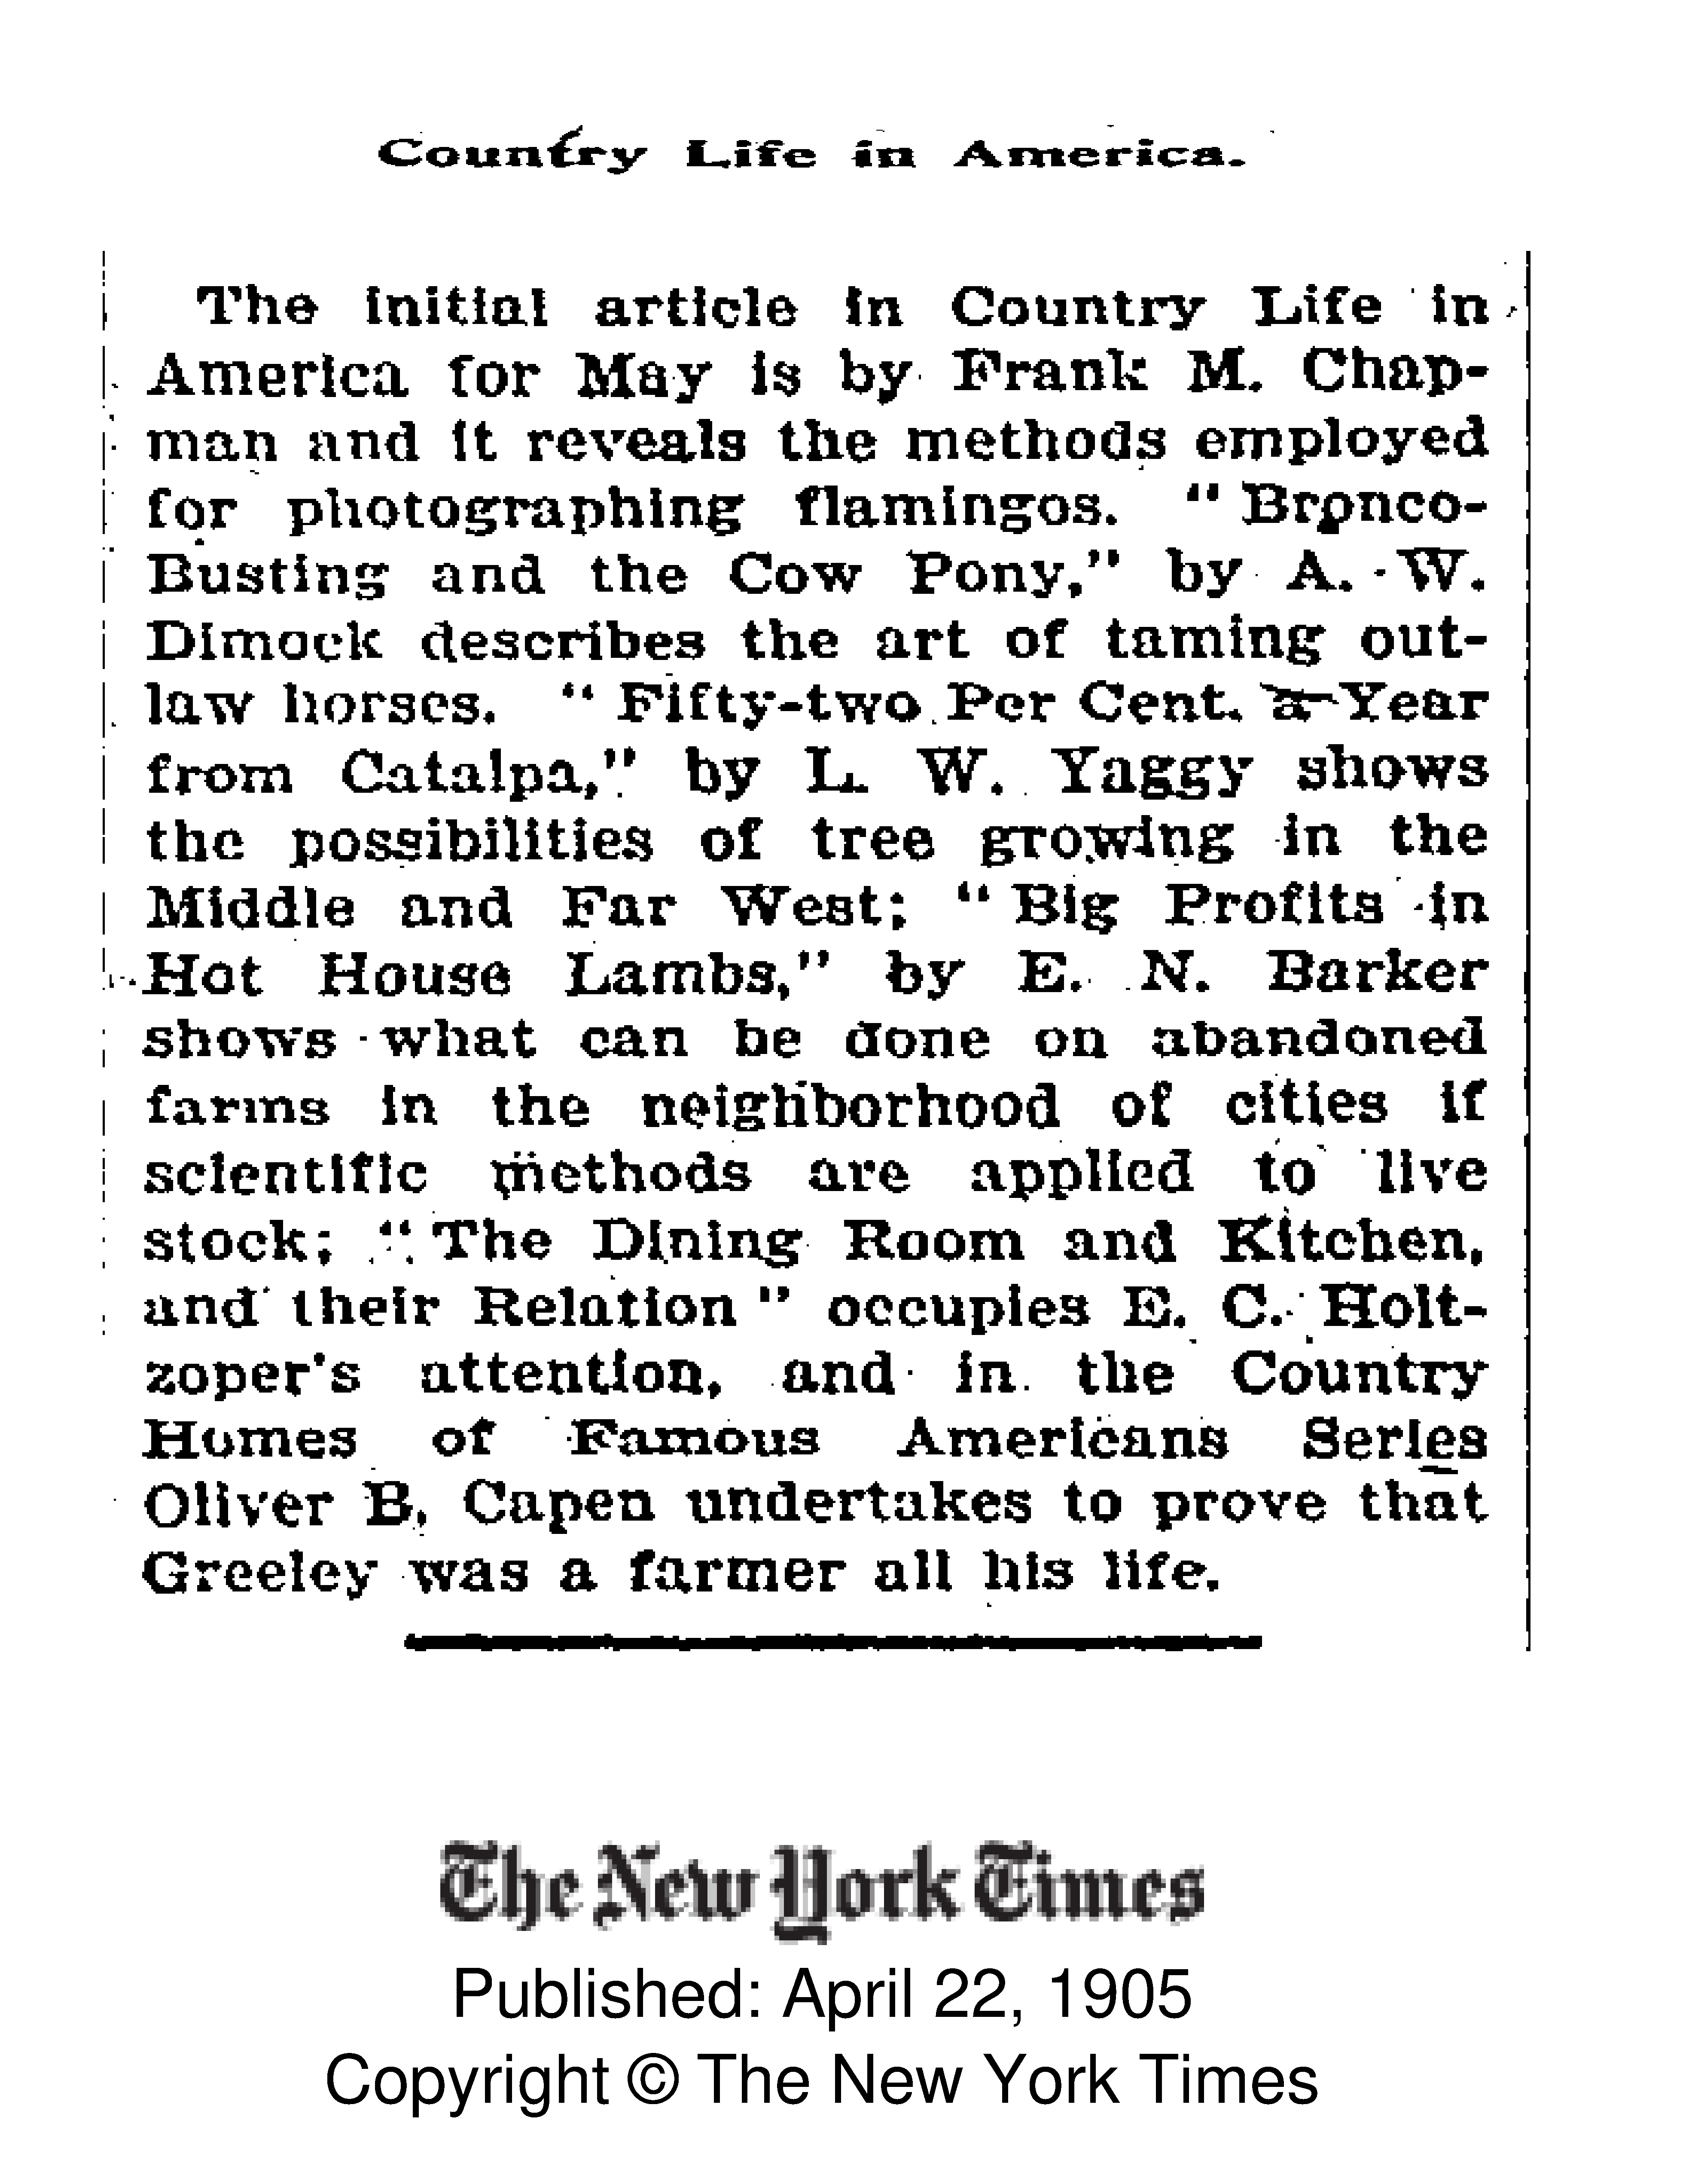 Country Life in America.
The initial article in Country Life in
America for May is by Frank M. Chap-
man and it reveals the methods employed
for photographing flamingos. "Bronco-
Busting and the Cow Pony," by A. W.
Dimock describes the art of taming out-
law horses. "Fifty-two Per Cent. a Year
from Catalpa," by L. W. Yaggy shows
the possibilities of tree growing in the
Middle and Far West; "Big Profits in
Hot House Lambs," by E. N. Barker
shows what can be done on abandoned
farms in the neighborhood of cities if
scientific methods are applied to live
stock; "The Dining Room and Kitchen,
and their Relation" occupies E. C. Holt-
zoper's attention, and in the Country
Homes of Famous Americans Series
Oliver B. Capen undertakes to prove that
Greeley was a farmer all his life.
The New York Times
Published: April 22, 1905
Copyright © The New York Times